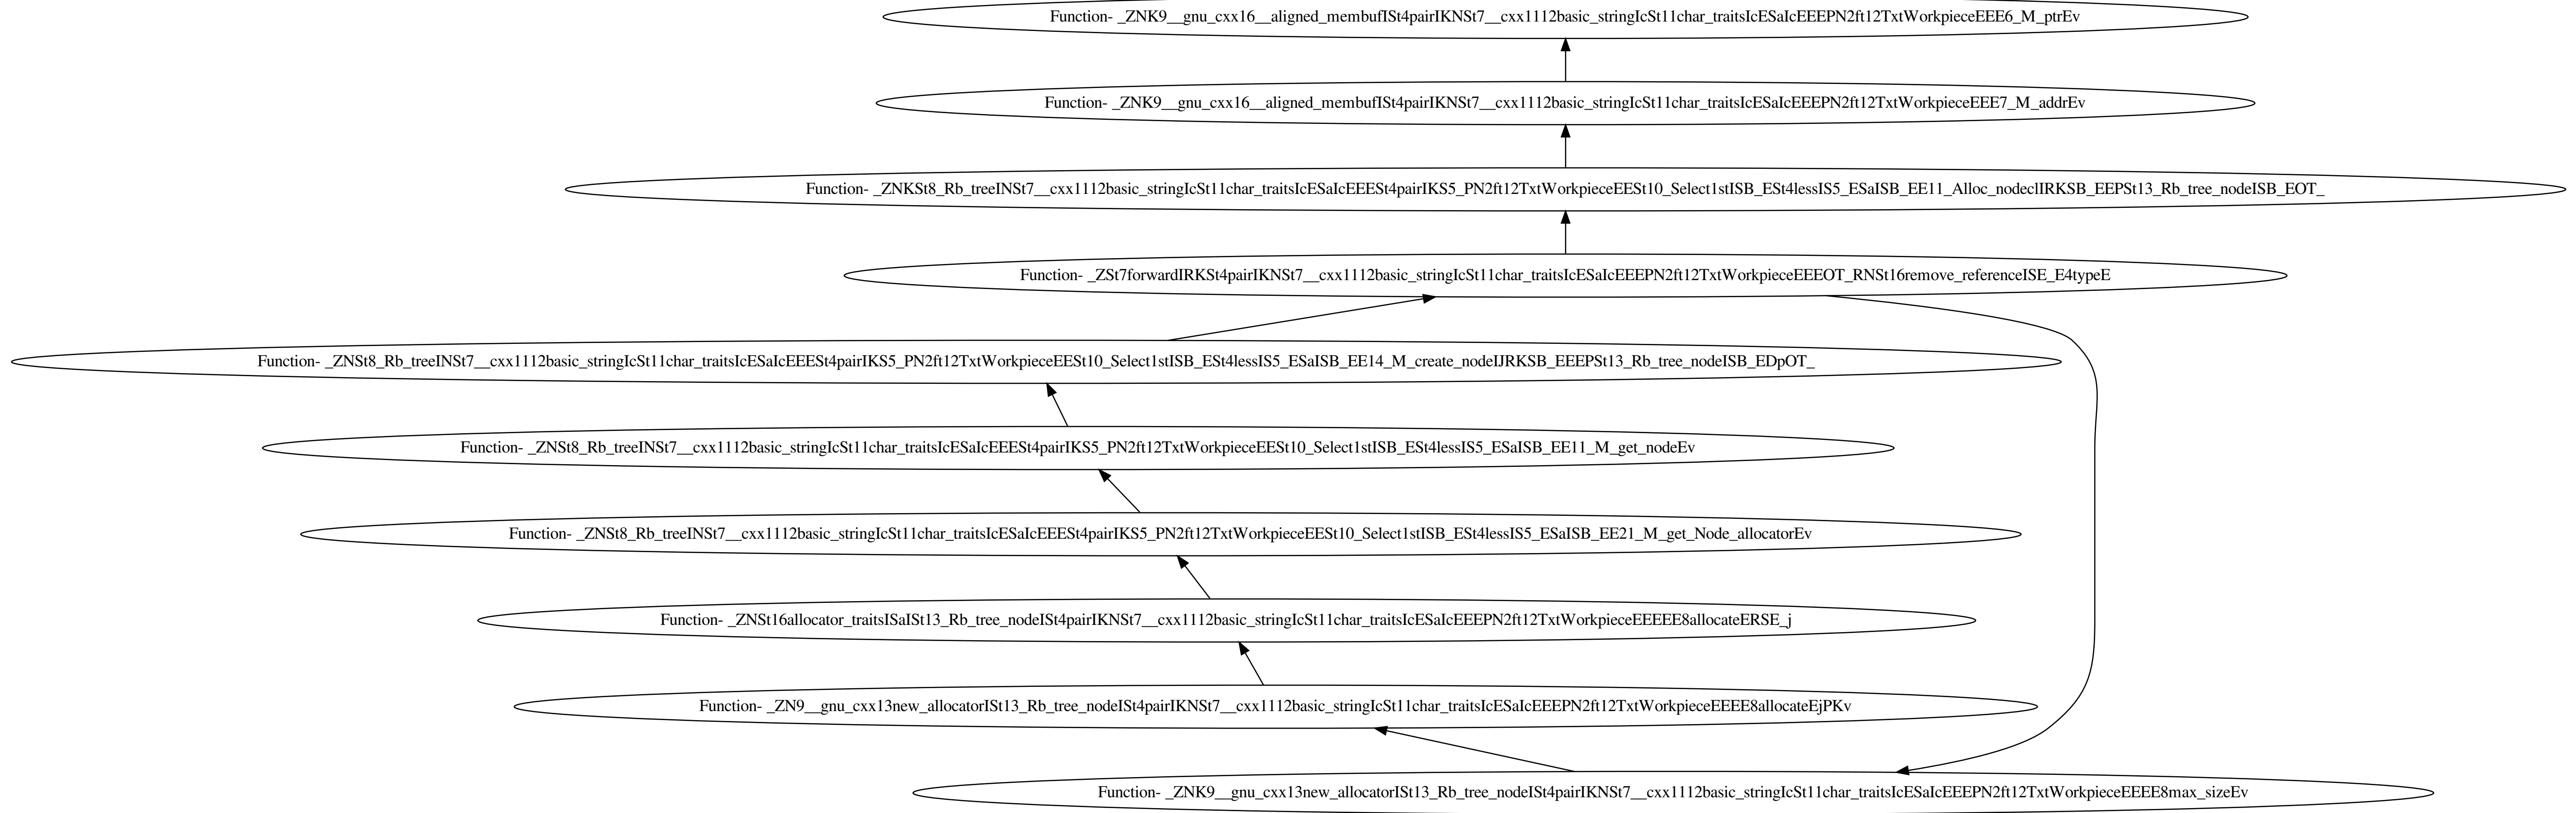 Function- _ZNK9__gnu_cxx16__aligned_membufISt4pairIKNSt7__cxx1112basic_stringIcSt11char_traitsIcESaIcEEEPN2ft12TxtWorkpieceEEE6_M_ptrEv
Function- _ZNK9__gnu_cxx16__aligned_membufISt4pairIKNSt7__cxx1112basic_stringIcSt11char_traitsIcESaIcEEEPN2ft12TxtWorkpieceEEE7_M_addrEv
Function- _ZNKSt8_Rb_treeINSt7__cxx1112basic_stringIcSt11char_traitsIcESaIcEEESt4pairIKS5_PN2ft12TxtWorkpieceEESt10_Select1stISB_ESt4lessIS5_ESaISB_EE11_Alloc_nodeclIRKSB_EEPSt13_Rb_tree_nodeISB_EOT_
Function- _ZSt7forwardIRKSt4pairIKNSt7__cxx1112basic_stringIcSt11char_traitsIcESaIcEEEPN2ft12TxtWorkpieceEEEOT_RNSt16remove_referenceISE_E4typeE
Function- _ZNSt8_Rb_treeINSt7__cxx1112basic_stringIcSt11char_traitsIcESaIcEEESt4pairIKS5_PN2ft12TxtWorkpieceEESt10_Select1stISB_ESt4lessIS5_ESaISB_EE14_M_create_nodeIJRKSB_EEEPSt13_Rb_tree_nodeISB_EDpOT_
Function- _ZNSt8_Rb_treeINSt7__cxx1112basic_stringIcSt11char_traitsIcESaIcEEESt4pairIKS5_PN2ft12TxtWorkpieceEESt10_Select1stISB_ESt4lessIS5_ESaISB_EE11_M_get_nodeEv
Function- _ZNSt8_Rb_treeINSt7__cxx1112basic_stringIcSt11char_traitsIcESaIcEEESt4pairIKS5_PN2ft12TxtWorkpieceEESt10_Select1stISB_ESt4lessIS5_ESaISB_EE21_M_get_Node_allocatorEv
Function- _ZNSt16allocator_traitsISaISt13_Rb_tree_nodeISt4pairIKNSt7__cxx1112basic_stringIcSt11char_traitsIcESaIcEEEPN2ft12TxtWorkpieceEEEEE8allocateERSE_j
Function- _ZN9__gnu_cxx13new_allocatorISt13_Rb_tree_nodeISt4pairIKNSt7__cxx1112basic_stringIcSt11char_traitsIcESaIcEEEPN2ft12TxtWorkpieceEEEE8allocateEjPKv
Function- _ZNK9__gnu_cxx13new_allocatorISt13_Rb_tree_nodeISt4pairIKNSt7__cxx1112basic_stringIcSt11char_traitsIcESaIcEEEPN2ft12TxtWorkpieceEEEE8max_sizeEv